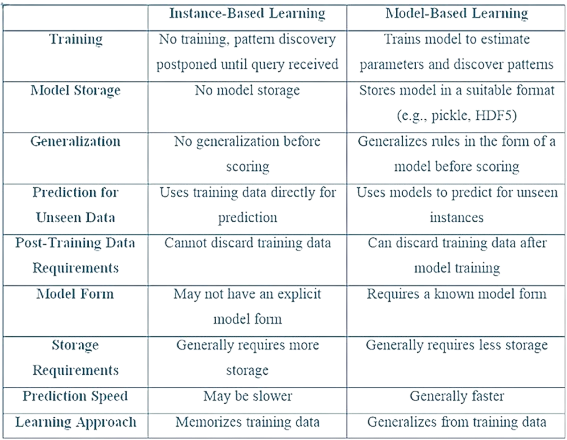 Instance-Based Learning Model-Based Learning
Training No training, pattern discovery Trains model to estimate
postponed until query received parameters and discover patterns
Model Storage No model storage Stores model in a suitable format
(e.g., pickle, HDF5)
Generalization No generalization before Generalizes rules in the form of a
scoring model before scoring
Prediction for Uses training data directly for Uses models to predict for unseen
Unseen Data prediction instances
Post-Training Data Cannot discard training data Can discard training data after
Requirements model training
Model Form May not have an explicit Requires a known model form
model form
Storage Generally requires more Generally requires less storage
Requirements storage
Prediction Speed May be slower Generally faster
Learning Approach Memorizes training data Generalizes from training data